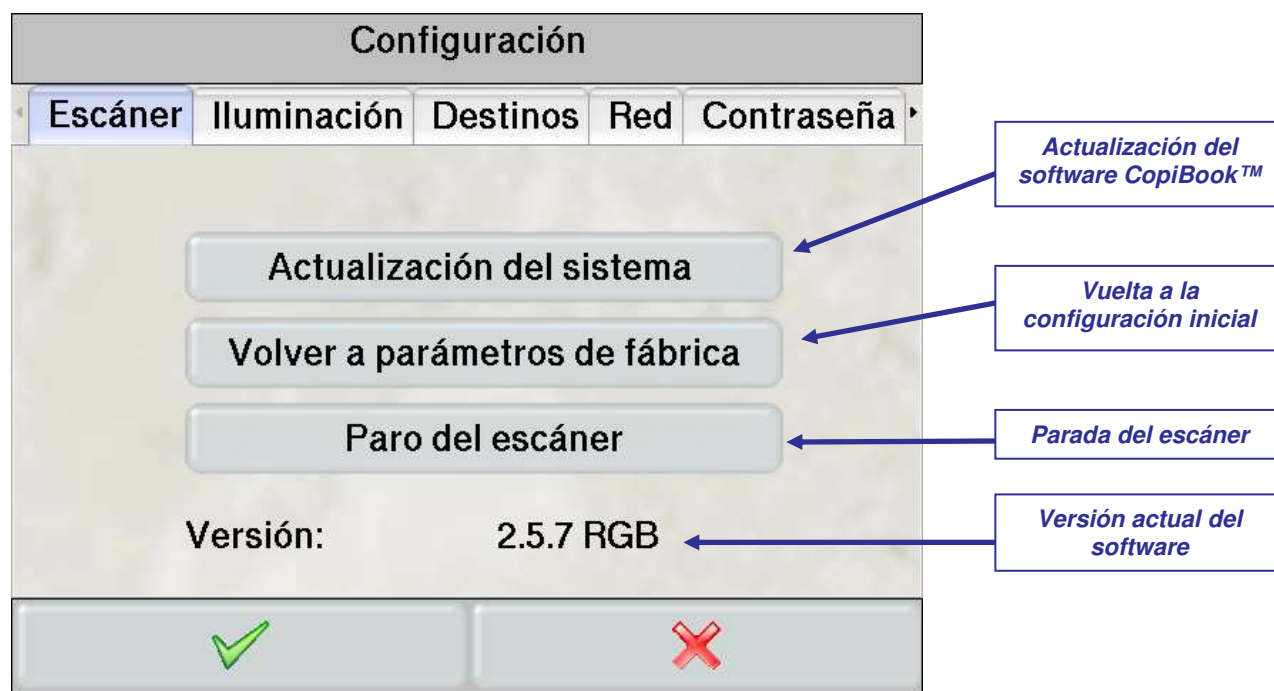 Configuración
Escáner Iluminación Destinos Red Contraseña
Actualización del
software CopiBook™
Actualización del sistema
Vuelta a la
configuración inicial
Volver a parámetros de fábrica
Paro del escáner
Parada del escáner
Versión: 2.5.7 RGB
Versión actual del
software